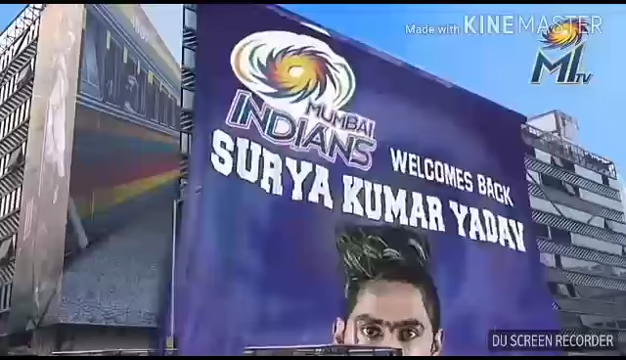 Made with KINEMASTER
MI TV
MUMBAI
INDIANS
WELCOMES BACK
SURYA KUMAR YADAV
DU SCREEN RECORDER